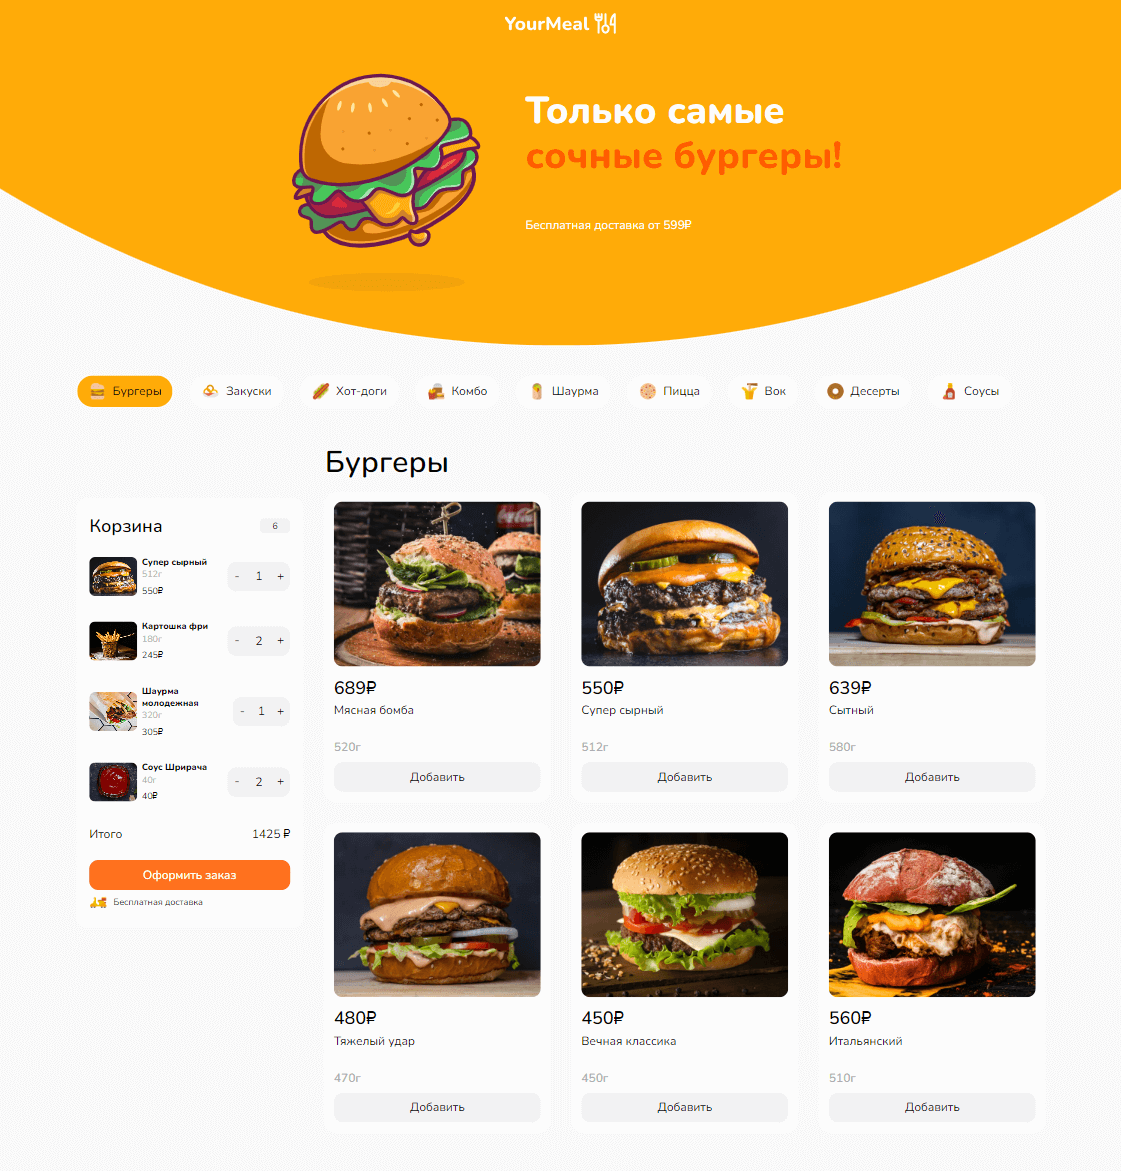 YourMeal
Только самые
сочные бургеры!
Бесплатная доставка от 599₽
Бургеры
Закуски
Хот-доги
Комбо
Шаурма
Пицца
Вок
Десерты
Соусы
Бургеры
Корзина
6
Супер сырный
512г
550₽
- 1 +
Картошка фри
180г
245₽
- 2 +
Шаурма
молодежная
320г
305₽
- 1 +
Соус Шрирача
40г
40₽
- 2 +
Итого
1425 ₽
Оформить заказ
Бесплатная доставка
689₽
Мясная бомба
520г
Добавить
550₽
Супер сырный
512г
Добавить
639₽
Сытный
580г
Добавить
480₽
Тяжелый удар
470г
Добавить
450₽
Вечная классика
450г
Добавить
560₽
Итальянский
510г
Добавить